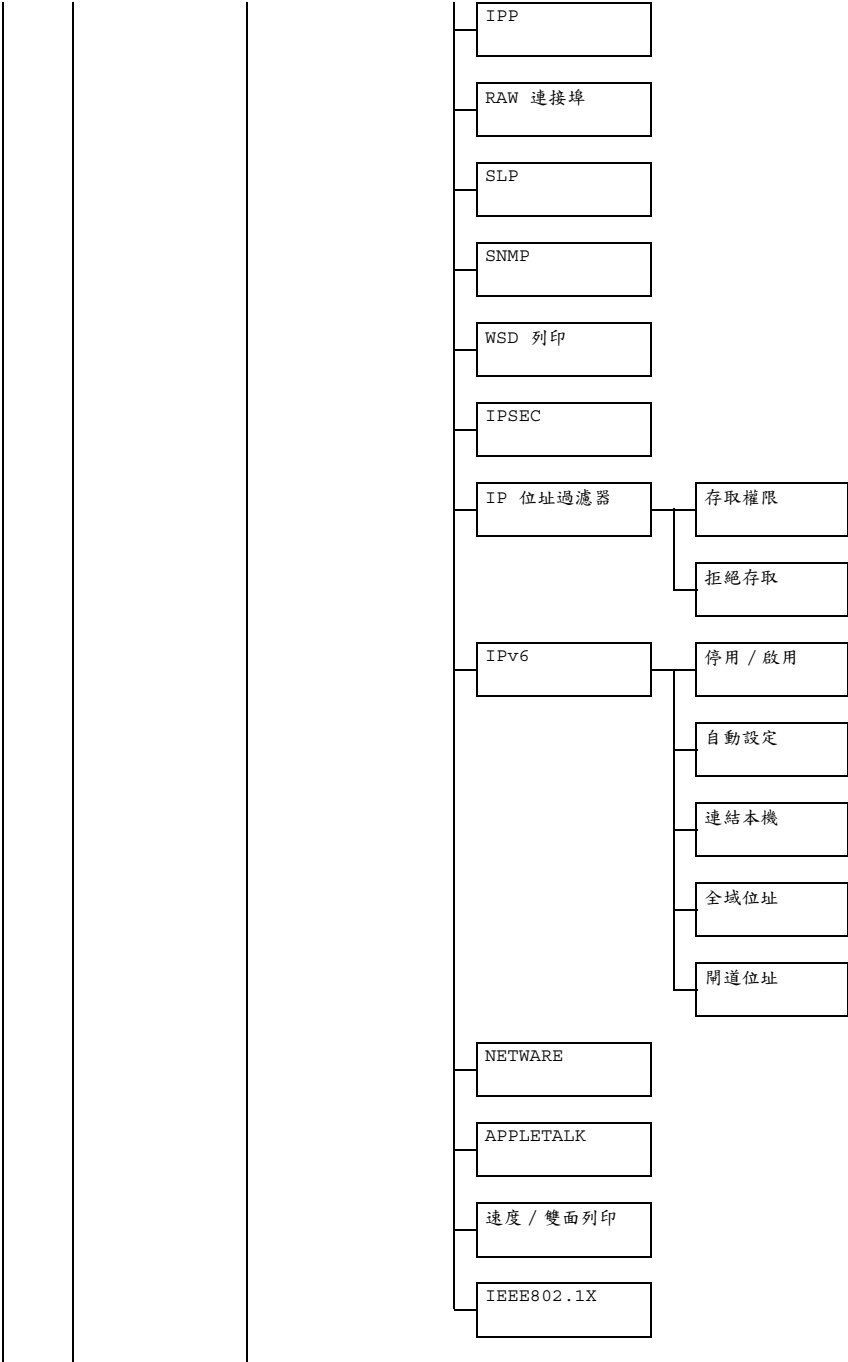 IPP
RAW 連接埠
SLP
SNMP
WSD 列印
IPSEC
IP 位址過濾器
存取權限
拒絕存取
IPv6
停用 / 啟用
自動設定
連結本機
全域位址
閘道位址
NETWARE
APPLETALK
速度 / 雙面列印
IEEE802.1X